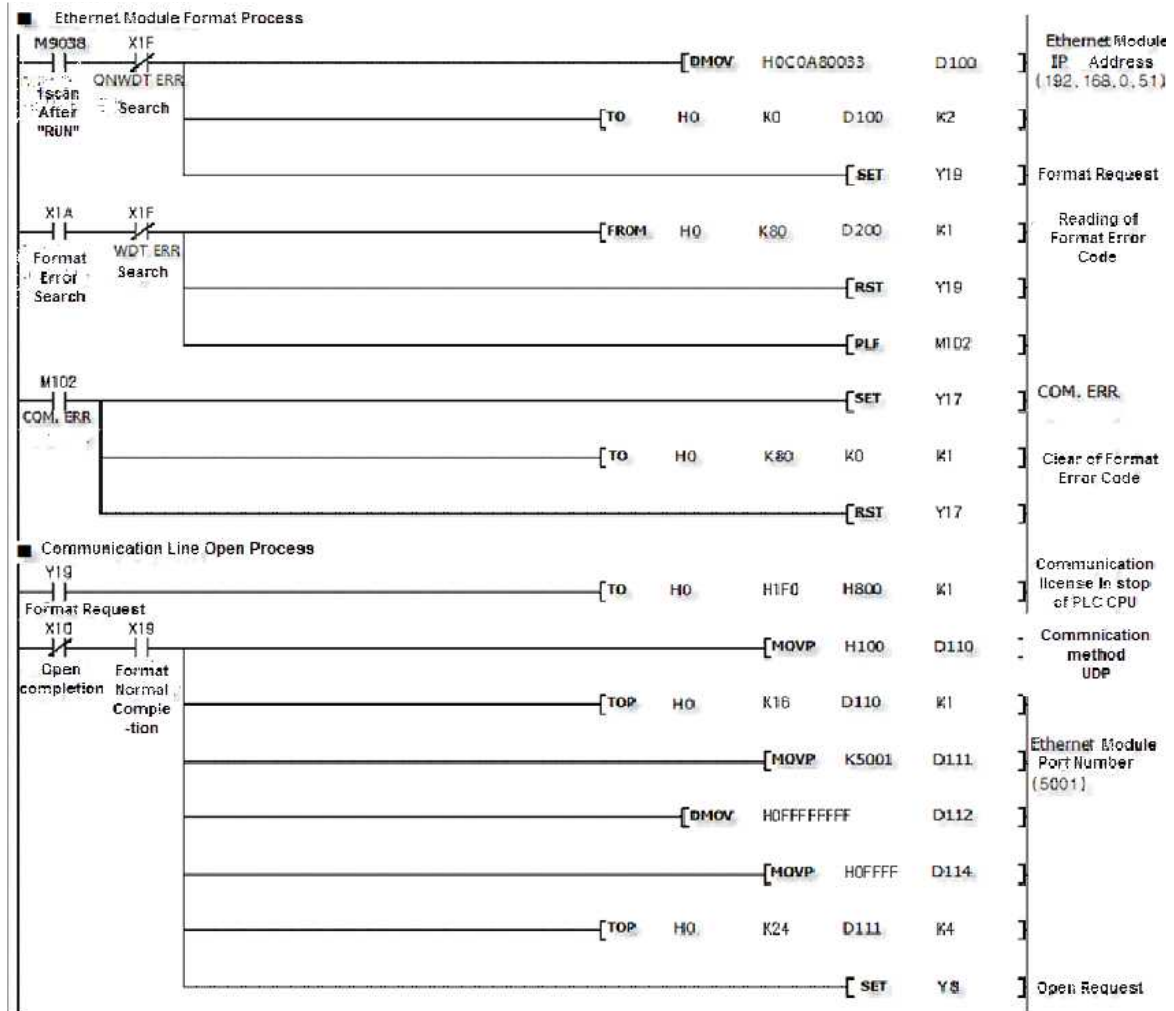 ■ Ethernet Module Format Process
M9038 X1F
[DMOV H0C0A80033 D100 ]
Ethernet Module
IP Address
(192,168,0,51)
ONWDT ERR
1scan
After
"RUN"
Search
[TO H0 K0 D100 K2 ]
[SET Y19 ] Format Request
X1A X1F
[FROM H0 K80 D200 K1 ]
Reading of
Format Error
Code
Format
Error
Search
WDT ERR
Search
[RST Y19 ]
[PLF M102 ]
M102
[SET Y17 ] COM, ERR
COM, ERR
[TO H0 K80 K0 K1 ]
Clear of Format
Error Code
[RST Y17 ]
■ Communication Line Open Process
Y19
[TO H0 H1F0 H800 K1 ]
Communication
license In stop
of PLC CPU
Format Request
X10 X19
[MOVP H100 D110
Commnication
method
UDP
Open
completion
Format
Normal
Comple
-tion
[TOP H0 K16 D110 K1 ]
[MOVP K5001 D111 ]
Ethernet Module
Port Number
(5001)
[DMOV H0FFFFFFFF D112 ]
[MOVP H0FFFF D114 ]
[TOP H0 K24 D111 K4 ]
[SET Y8 ] Open Request